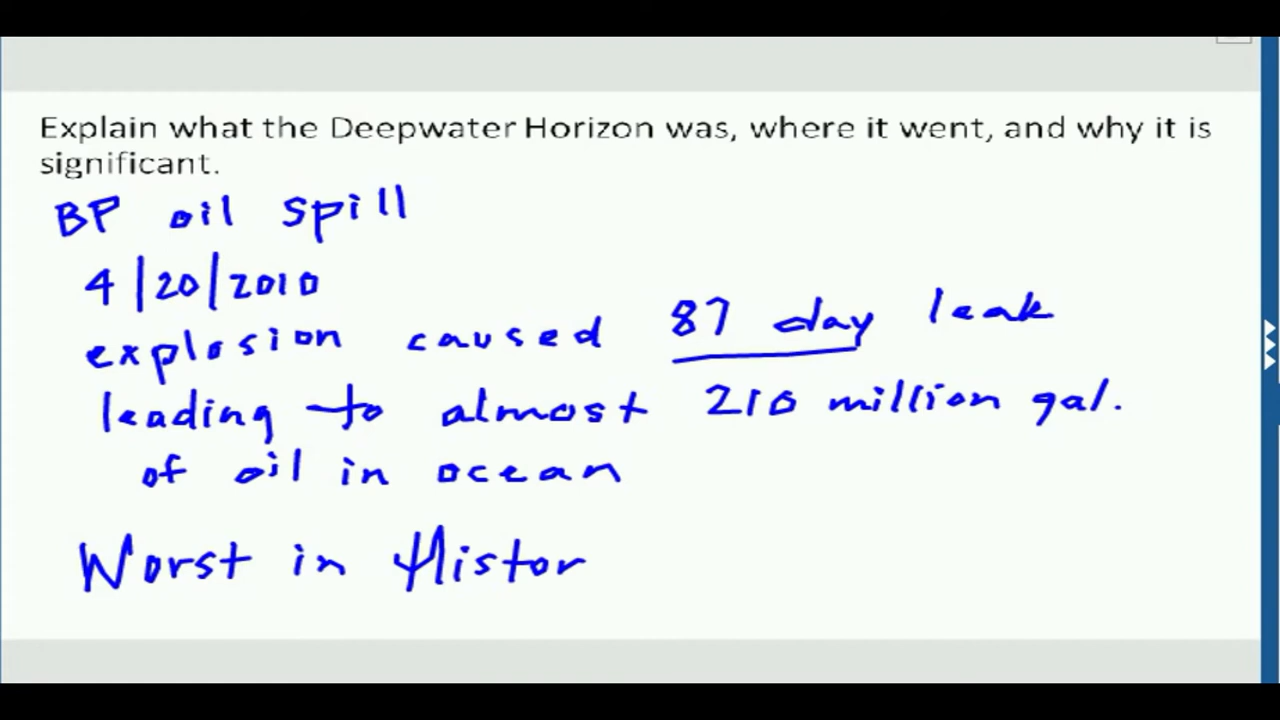 Explain what the Deepwater Horizon was, where it went, and why it is
significant.
BP oil spill
4/20/2010
explosion caused 87 day leak
leading to almost 210 million gal.
of oil in ocean
Worst in Histor